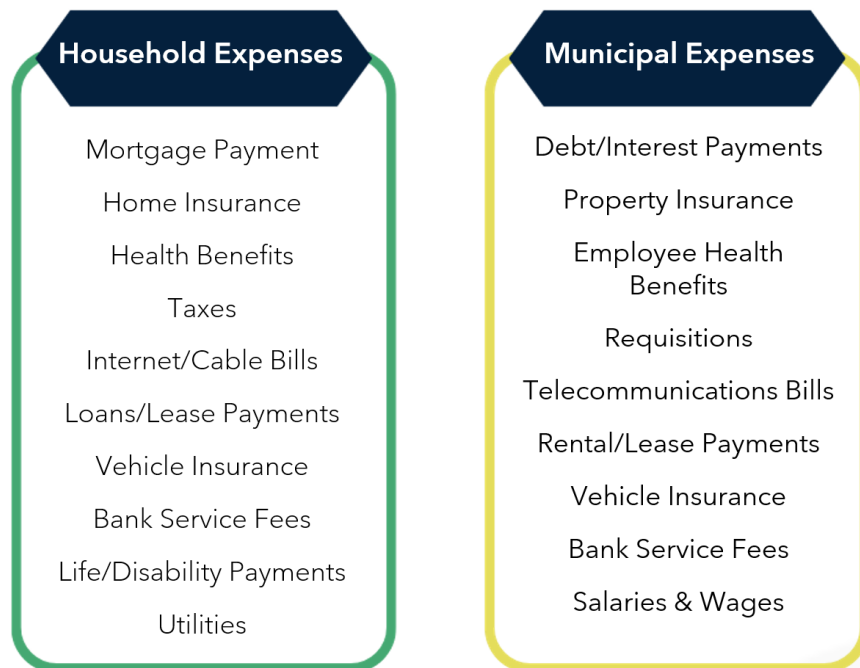 Household Expenses
Mortgage Payment
Home Insurance
Health Benefits
Taxes
Internet/Cable Bills
Loans/Lease Payments
Vehicle Insurance
Bank Service Fees
Life/Disability Payments
Utilities
Municipal Expenses
Debt/Interest Payments
Property Insurance
Employee Health
Benefits
Requisitions
Telecommunications Bills
Rental/Lease Payments
Vehicle Insurance
Bank Service Fees
Salaries & Wages